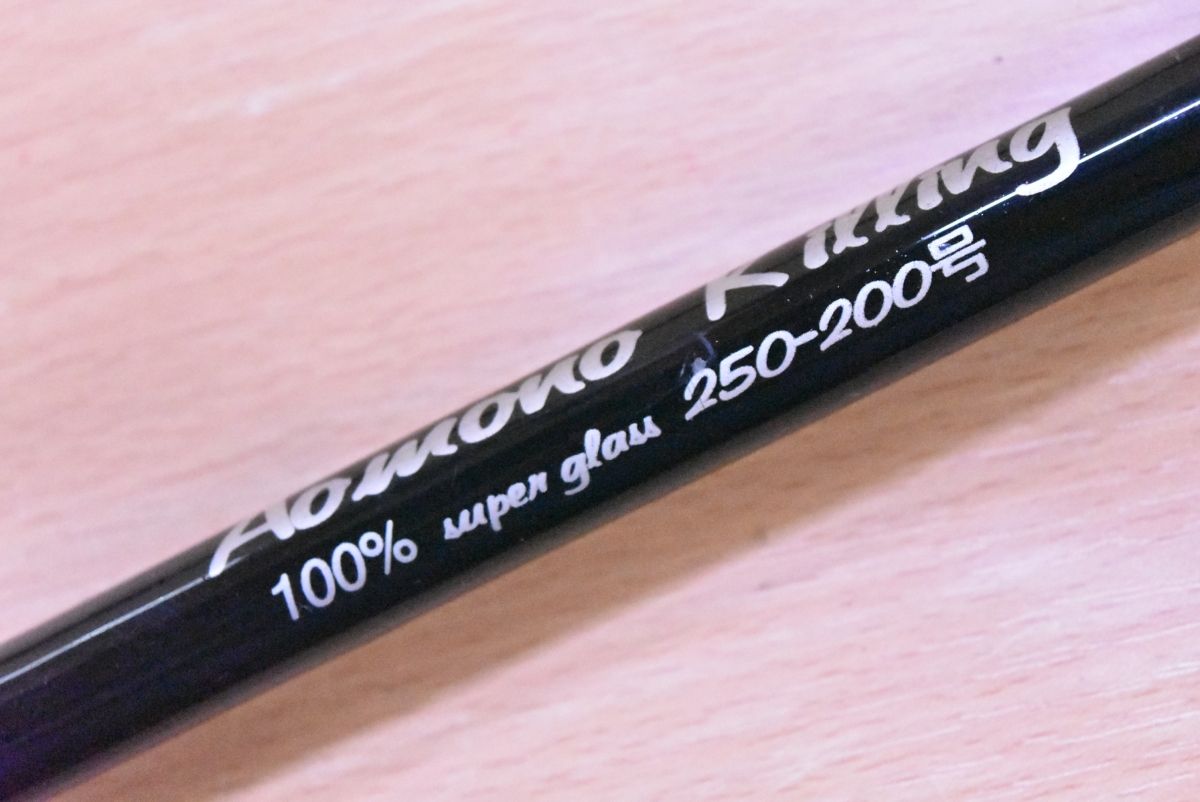 Aomono Killing
100% super glass 250-200号